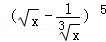 (√x − 1/∛x) ⁵